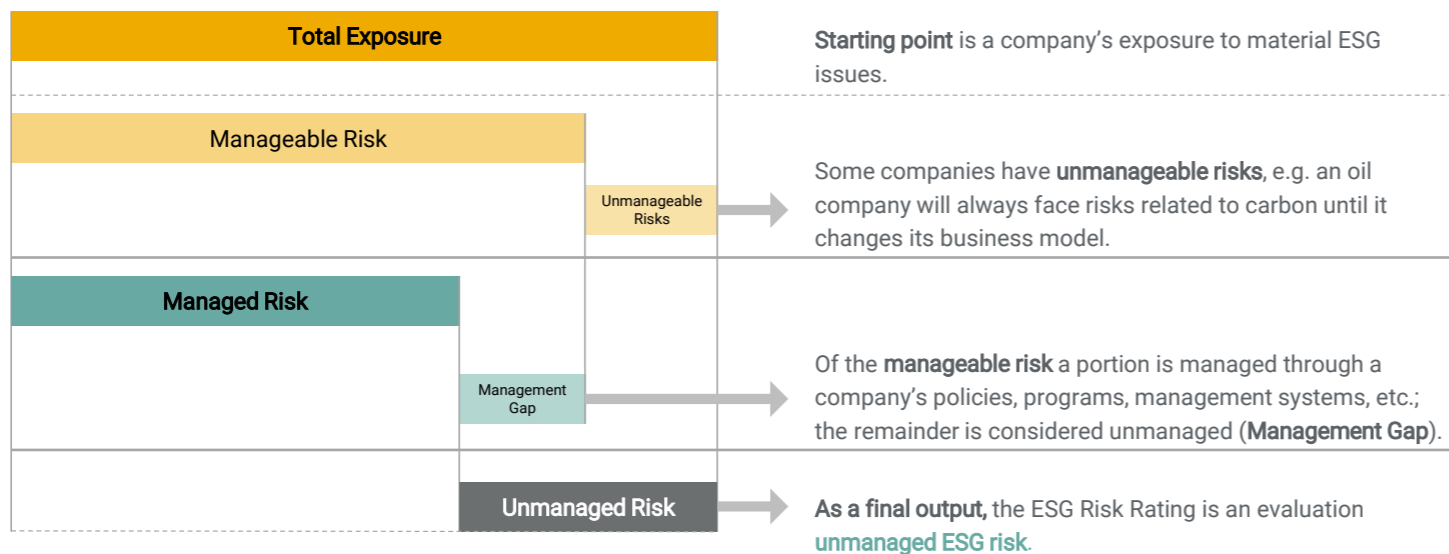 Total Exposure
Starting point is a company's exposure to material ESG
issues.
Manageable Risk
Unmanageable
Risks
Some companies have unmanageable risks, e.g. an oil
company will always face risks related to carbon until it
changes its business model.
Managed Risk
Management
Gap
Of the manageable risk a portion is managed through a
company's policies, programs, management systems, etc.;
the remainder is considered unmanaged (Management Gap).
Unmanaged Risk
As a final output, the ESG Risk Rating is an evaluation
unmanaged ESG risk.